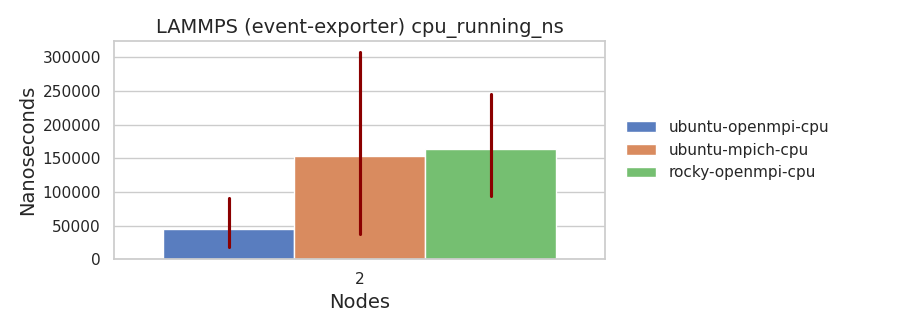 LAMMPS (event-exporter) cpu_running_ns
Nanoseconds
300000
250000
200000
150000
100000
50000
0
2
Nodes
ubuntu-openmpi-cpu
ubuntu-mpich-cpu
rocky-openmpi-cpu